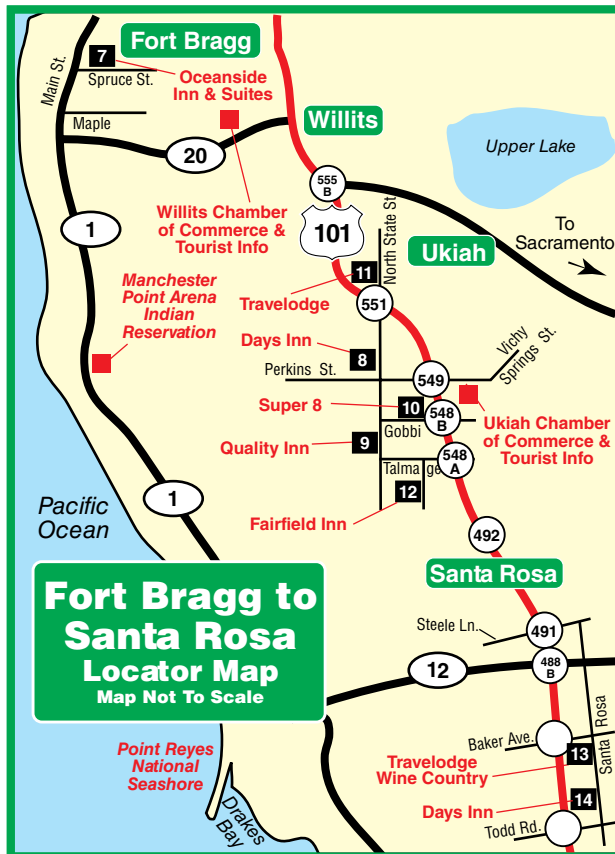 Fort Bragg
7
Main St.
Spruce St.
Oceanside
Inn & Suites
Maple
Willits
20
Upper Lake
555
B
Willits Chamber
of Commerce &
Tourist Info
101
North State St.
Ukiah
To
Sacramento
1
11
Travelodge
551
Manchester
Point Arena
Indian
Reservation
Days Inn
8
Vichy
Springs St.
Perkins St.
549
Super 8
10
548
B
Gobbi
Ukiah Chamber
of Commerce &
Tourist Info
Quality Inn
9
548
A
Talmage
12
Fairfield Inn
Pacific
Ocean
1
492
Santa Rosa
Fort Bragg to
Santa Rosa
Locator Map
Map Not To Scale
Steele Ln.
491
12
488
B
Santa Rosa
Baker Ave.
Point Reyes
National
Seashore
Travelodge
Wine Country
13
Drakes
Bay
Days Inn
14
Todd Rd.